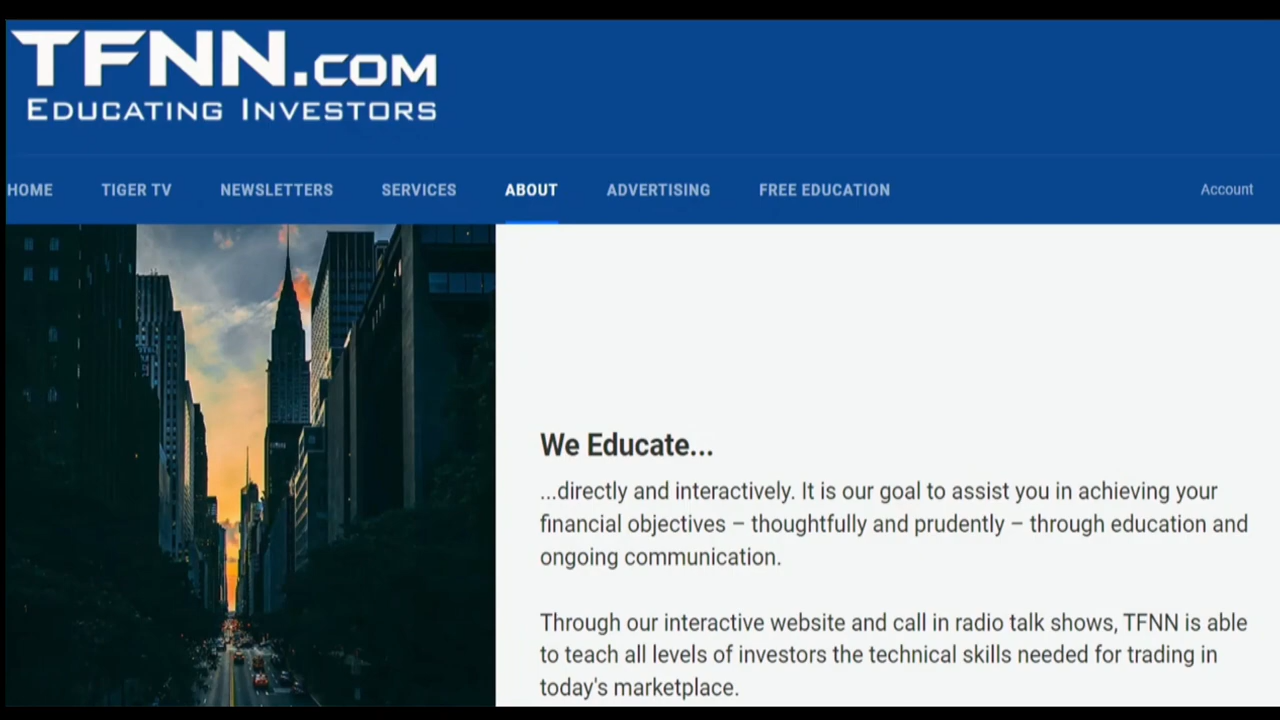 TFNN.COM
EDUCATING INVESTORS
HOME TIGER TV NEWSLETTERS SERVICES ABOUT ADVERTISING FREE EDUCATION Account
We Educate...
...directly and interactively. It is our goal to assist you in achieving your
financial objectives – thoughtfully and prudently – through education and
ongoing communication.
Through our interactive website and call in radio talk shows, TFNN is able
to teach all levels of investors the technical skills needed for trading in
today's marketplace.